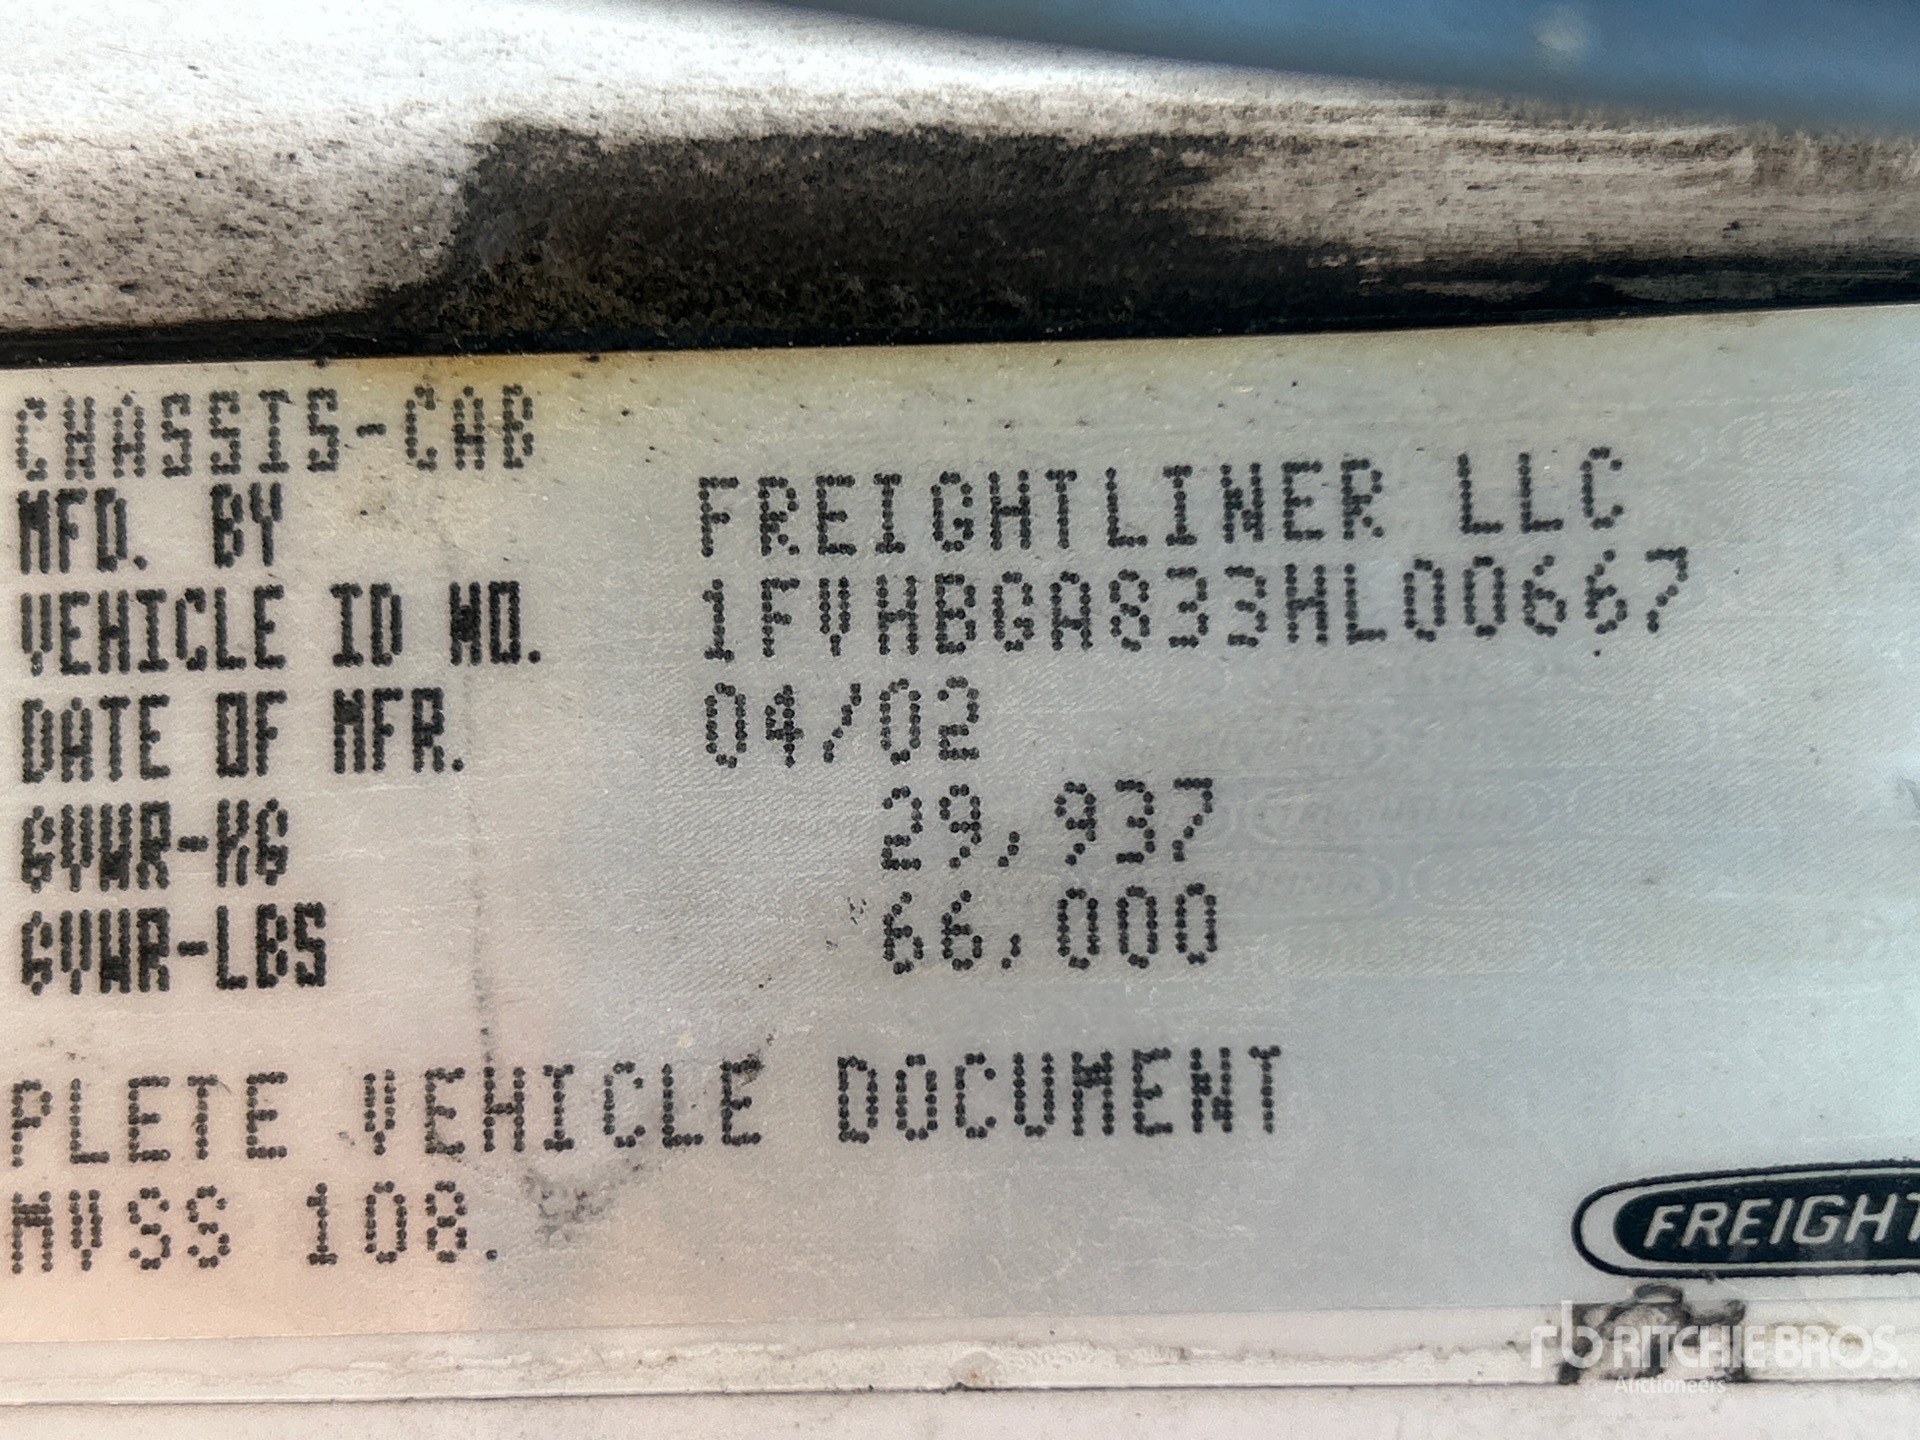 CHASSIS-CAB
MFD. BY FREIGHTLINER LLC
VEHICLE ID NO. 1FVHBGA833HL00667
DATE OF MFR. 04/02
GVWR-KG 29,937
GVWR-LBS 66,000
PLETE VEHICLE DOCUMENT
MVSS 108.
FREIGHT
rb RITCHIE BROS.
Auctioneers